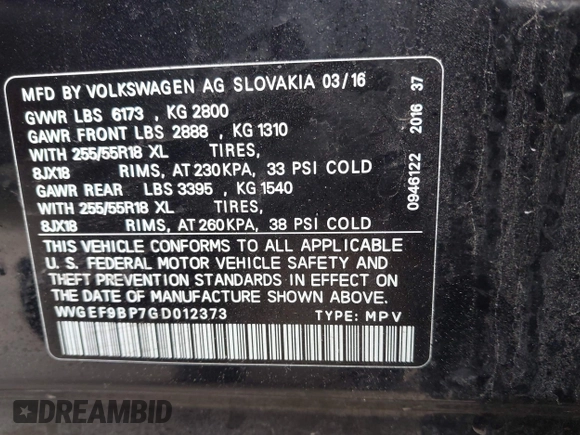 MFD BY VOLKSWAGEN AG SLOVAKIA 03/16
GVWR LBS 6173 , KG 2800
GAWR FRONT LBS 2888 , KG 1310
WITH 255/55R18 XL TIRES,
8JX18 RIMS, AT 230 KPA, 33 PSI COLD
GAWR REAR LBS 3395 , KG 1540
WITH 255/55R18 XL TIRES,
8JX18 RIMS, AT 260 KPA, 38 PSI COLD
THIS VEHICLE CONFORMS TO ALL APPLICABLE
U. S. FEDERAL MOTOR VEHICLE SAFETY AND
THEFT PREVENTION STANDARDS IN EFFECT
ON THE DATE OF MANUFACTURE SHOWN ABOVE.
WVGEF9BP7GD012373 TYPE: MPV
0946122 2016 37
DREAMBID